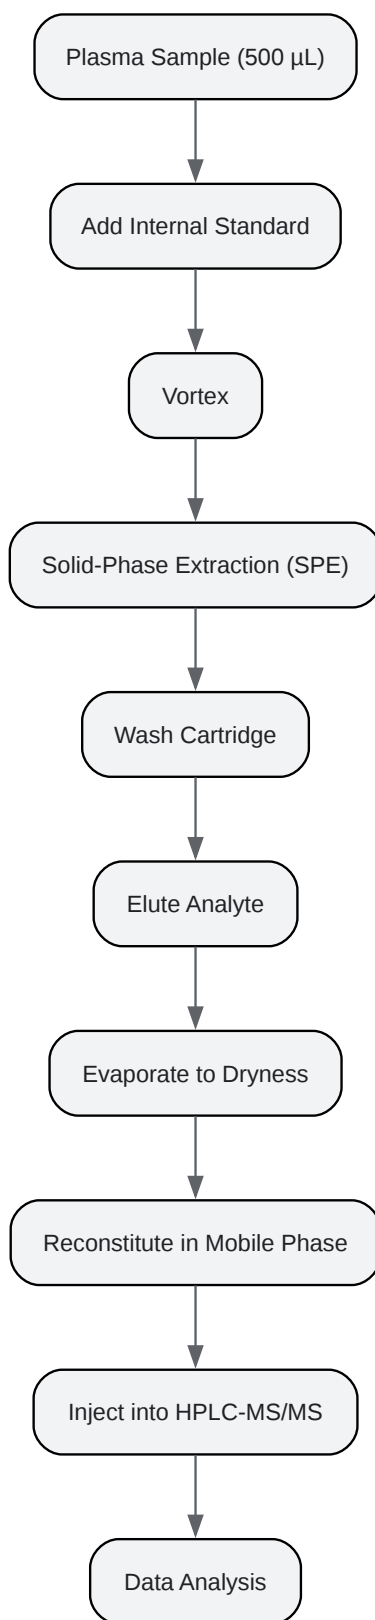 Plasma Sample (500 µL)
Add Internal Standard
Vortex
Solid-Phase Extraction (SPE)
Wash Cartridge
Elute Analyte
Evaporate to Dryness
Reconstitute in Mobile Phase
Inject into HPLC-MS/MS
Data Analysis